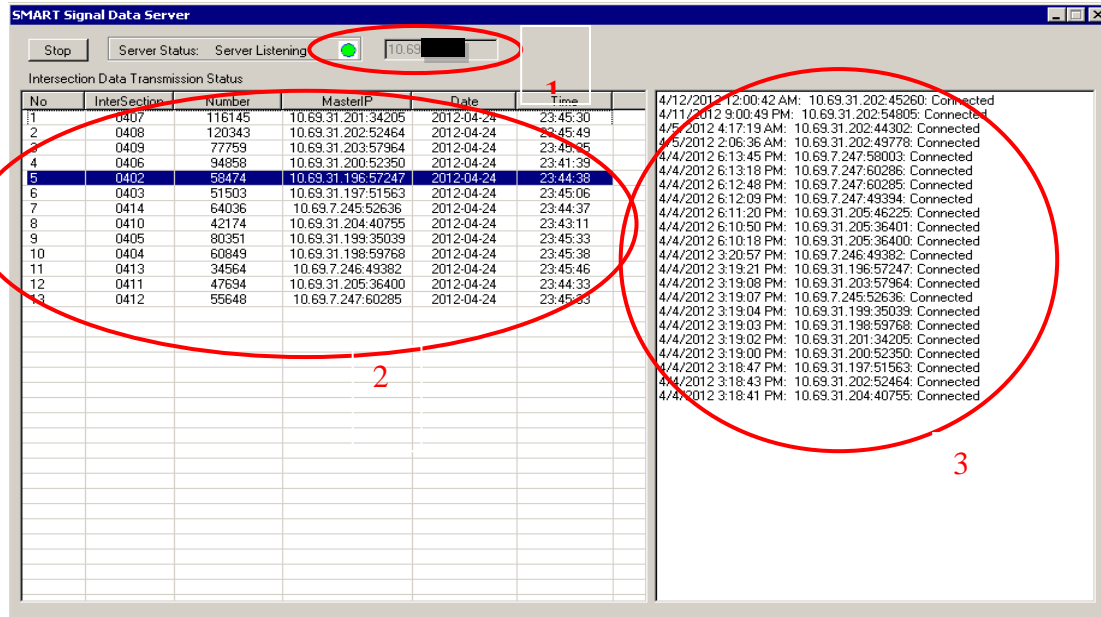 SMART Signal Data Server
Stop Server Status: Server Listening 10.69
Intersection Data Transmission Status
1
No InterSection Number MasterIP Date Time
1 0407 116145 10.69.31.201:34205 2012-04-24 23:45:30
2 0408 120343 10.69.31.202:52464 2012-04-24 23:45:49
3 0409 77759 10.69.31.203:57964 2012-04-24 23:45:35
4 0406 94858 10.69.31.200:52350 2012-04-24 23:41:39
5 0402 58474 10.69.31.196:57247 2012-04-24 23:44:38
6 0403 51503 10.69.31.197:51563 2012-04-24 23:45:06
7 0414 64036 10.69.7.245:52636 2012-04-24 23:44:37
8 0410 42174 10.69.31.204:40755 2012-04-24 23:43:11
9 0405 80351 10.69.31.199:35039 2012-04-24 23:45:33
10 0404 60849 10.69.31.198:59768 2012-04-24 23:45:38
11 0413 34564 10.69.7.246:49382 2012-04-24 23:45:46
12 0411 47694 10.69.31.205:36400 2012-04-24 23:44:33
13 0412 55648 10.69.7.247:60285 2012-04-24 23:45:33
2
4/12/2012 12:00:42 AM: 10.69.31.202:45260: Connected
4/11/2012 9:00:49 PM: 10.69.31.202:54805: Connected
4/5/2012 4:17:19 AM: 10.69.31.202:44302: Connected
4/5/2012 2:06:36 AM: 10.69.31.202:49778: Connected
4/4/2012 6:13:45 PM: 10.69.7.247:58003: Connected
4/4/2012 6:13:18 PM: 10.69.7.247:60286: Connected
4/4/2012 6:12:48 PM: 10.69.7.247:60285: Connected
4/4/2012 6:12:09 PM: 10.69.7.247:49394: Connected
4/4/2012 6:11:20 PM: 10.69.31.205:46225: Connected
4/4/2012 6:10:50 PM: 10.69.31.205:36401: Connected
4/4/2012 6:10:18 PM: 10.69.31.205:36400: Connected
4/4/2012 3:20:57 PM: 10.69.7.246:49382: Connected
4/4/2012 3:19:21 PM: 10.69.31.196:57247: Connected
4/4/2012 3:19:08 PM: 10.69.31.203:57964: Connected
4/4/2012 3:19:07 PM: 10.69.7.245:52636: Connected
4/4/2012 3:19:04 PM: 10.69.31.199:35039: Connected
4/4/2012 3:19:03 PM: 10.69.31.198:59768: Connected
4/4/2012 3:19:02 PM: 10.69.31.201:34205: Connected
4/4/2012 3:19:00 PM: 10.69.31.200:52350: Connected
4/4/2012 3:18:47 PM: 10.69.31.197:51563: Connected
4/4/2012 3:18:43 PM: 10.69.31.202:52464: Connected
4/4/2012 3:18:41 PM: 10.69.31.204:40755: Connected
3